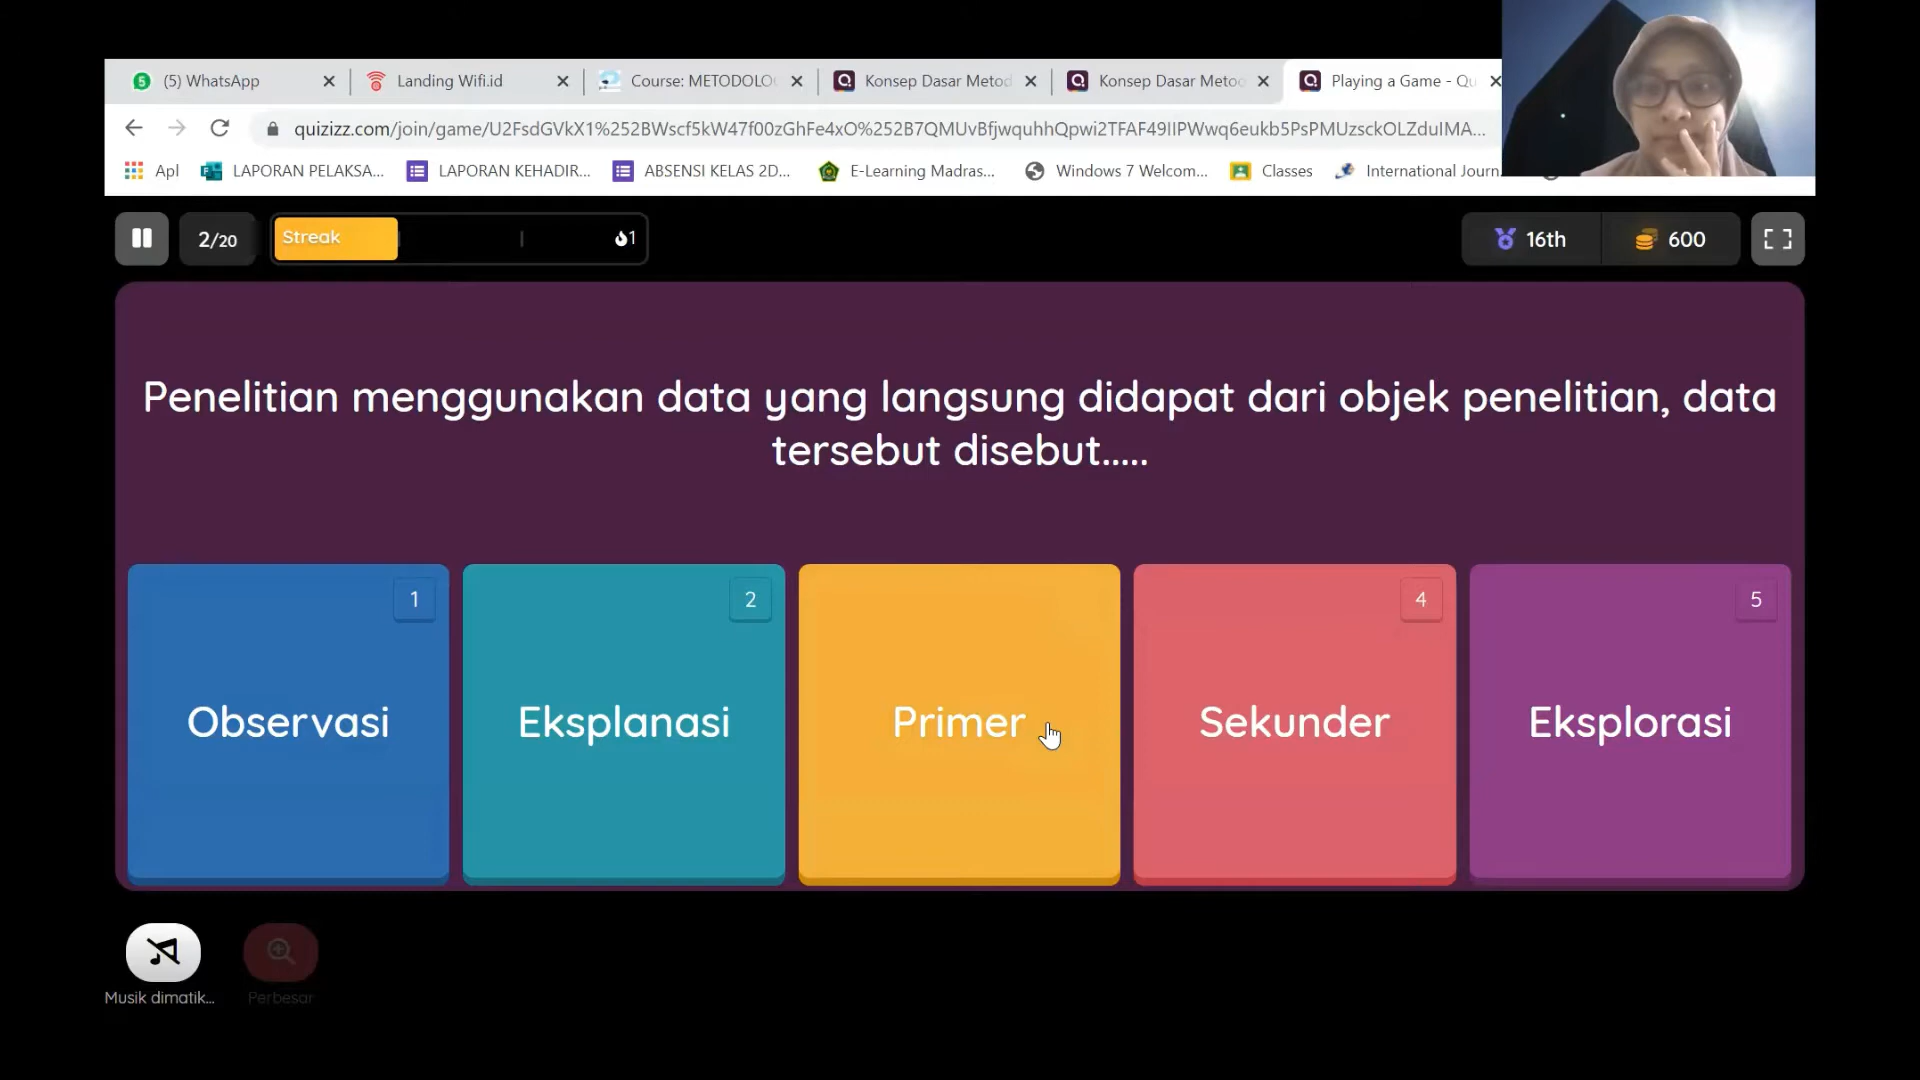 (5) WhatsApp
Landing Wifi.id
Course: METODOLO
Konsep Dasar Metod
Konsep Dasar Metod
Playing a Game - Qu
quizizz.com/join/game/U2FsdGVkX1%252BWscf5kW47f00zGhFe4xO%252B7QMUvBfjwquhhQpwi2TFAF49IIPWwq6eukb5PsPMUzsckOLZduIMA...
Apl
LAPORAN PELAKSA...
LAPORAN KEHADIR...
ABSENSI KELAS 2D...
E-Learning Madras...
Windows 7 Welcom...
Classes
International Journ
2/20
Streak
1
16th
600
Penelitian menggunakan data yang langsung didapat dari objek penelitian, data
tersebut disebut.....
1
Observasi
2
Eksplanasi
Primer
4
Sekunder
5
Eksplorasi
Musik dimatik...
Perbesar